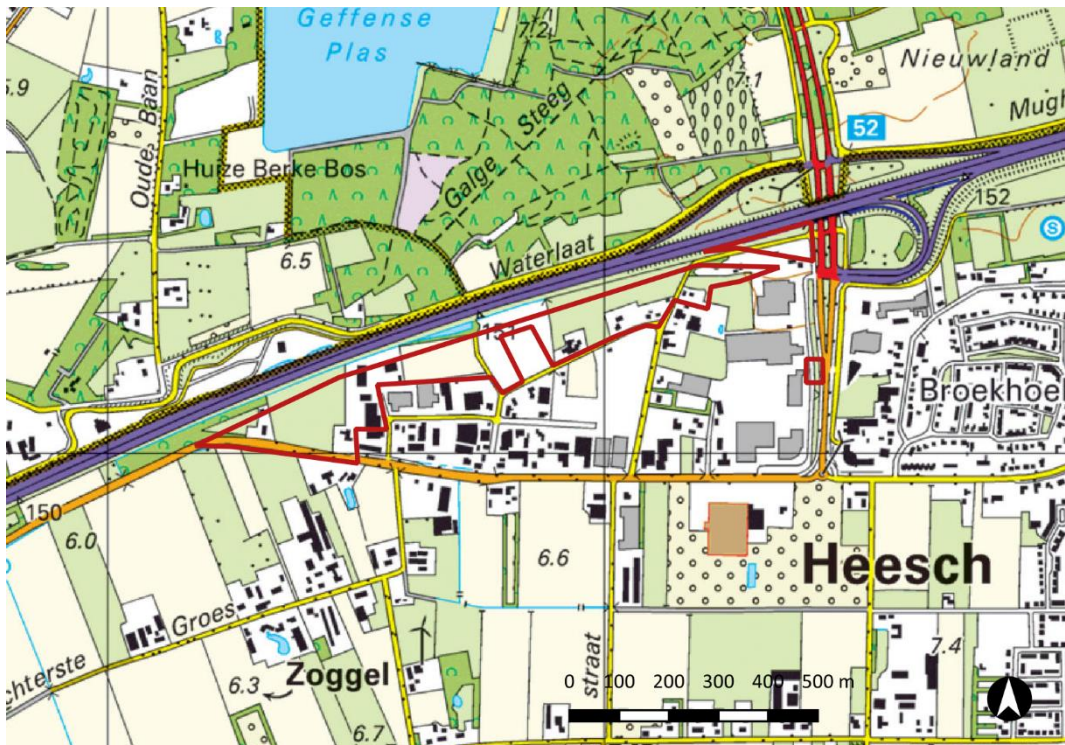 Geffense
Plas
7.2
7.1
Nieuwland
Mugh
5.9
Oude Baan
Steeg
52
Huize Berke Bos
Galge
152
S
6.5
Waterlaat
151
Broekhoe
150
6.0
6.6
Heesch
Groes
chterste
straat
7.4
Zoggel
6.3
0 100 200 300 400 500 m
6.7